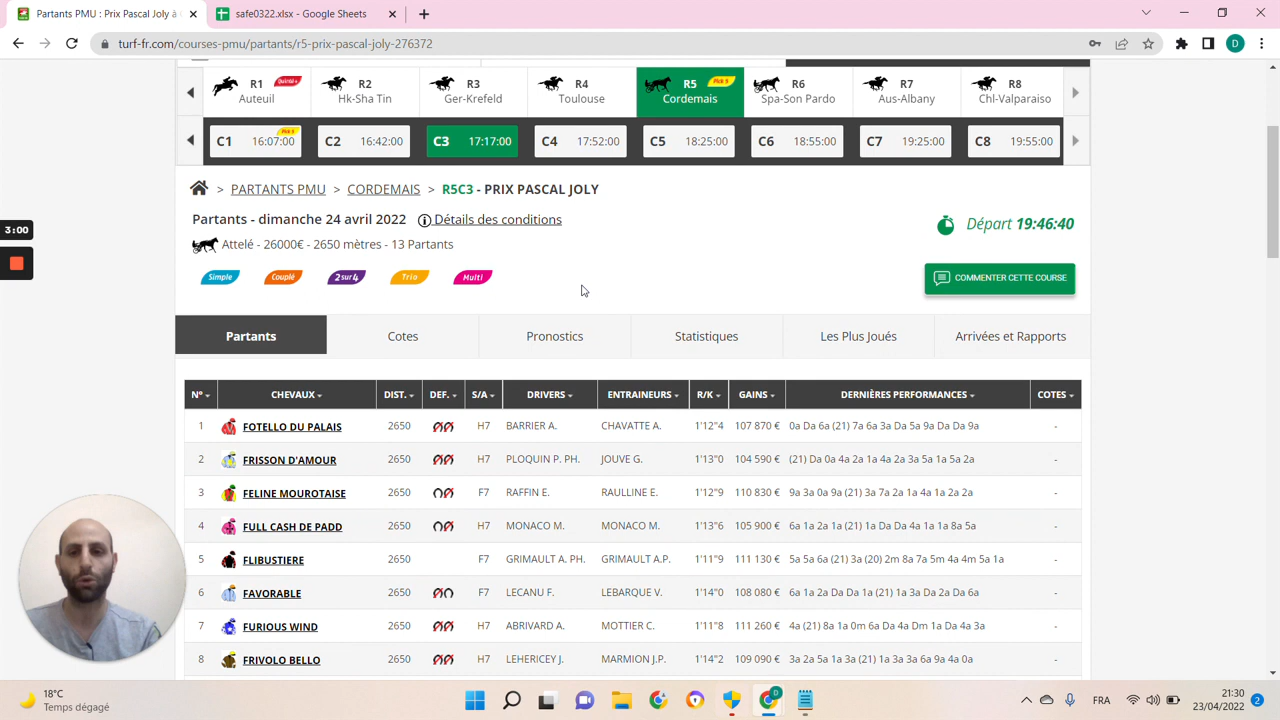 Partants PMU : Prix Pascal Joly à
safe0322.xlsx - Google Sheets
turf-fr.com/courses-pmu/partants/r5-prix-pascal-joly-276372
D
R1 Quinté+ Auteuil
R2 Hk-Sha Tin
R3 Ger-Krefeld
R4 Toulouse
R5 Pick 5 Cordemais
R6 Spa-Son Pardo
R7 Aus-Albany
R8 Chl-Valparaiso
C1 16:07:00 Pick 5
C2 16:42:00
C3 17:17:00
C4 17:52:00
C5 18:25:00
C6 18:55:00
C7 19:25:00
C8 19:55:00
> PARTANTS PMU > CORDEMAIS > R5C3 - PRIX PASCAL JOLY
Partants - dimanche 24 avril 2022 Détails des conditions
Départ 19:46:40
3:00
Attelé - 26000€ - 2650 mètres - 13 Partants
Simple Couplé 2 sur 4 Trio Multi
COMMENTER CETTE COURSE
Partants Cotes Pronostics Statistiques Les Plus Joués Arrivées et Rapports
N° CHEVAUX DIST. DEF. S/A DRIVERS ENTRAINEURS R/K GAINS DERNIÈRES PERFORMANCES COTES
1 FOTELLO DU PALAIS 2650 H7 BARRIER A. CHAVATTE A. 1'12"4 107 870 € 0a Da 6a (21) 7a 6a 3a Da 5a 9a Da Da 9a -
2 FRISSON D'AMOUR 2650 H7 PLOQUIN P. PH. JOUVE G. 1'13"0 104 590 € (21) Da 0a 4a 2a 1a 4a 2a 3a 5a 1a 5a 2a -
3 FELINE MOUROTAISE 2650 F7 RAFFIN E. RAULLINE E. 1'12"9 110 830 € 9a 3a 0a 9a (21) 3a 7a 2a 1a 4a 1a 2a 2a -
4 FULL CASH DE PADD 2650 H7 MONACO M. MONACO M. 1'13"6 105 900 € 6a 1a 2a 1a (21) 1a Da Da 4a 1a 1a 8a 5a -
5 FLIBUSTIERE 2650 F7 GRIMAULT A. PH. GRIMAULT A.P. 1'11"9 111 130 € 5a 5a 6a (21) 3a (20) 2m 8a 7a 5m 4a 4m 5a 1a -
6 FAVORABLE 2650 F7 LECANU F. LEBARQUE V. 1'14"0 108 080 € 6a 1a 2a Da Da 1a (21) 1a 3a Da 2a Da 6a -
7 FURIOUS WIND 2650 H7 ABRIVARD A. MOTTIER C. 1'11"8 111 260 € 4a (21) 8a 1a 0m 6a Da 4a Dm 1a Da 4a 3a -
8 FRIVOLO BELLO 2650 H7 LEHERICEY J. MARMION J.P. 1'14"2 109 090 € 3a 2a 5a 1a 3a (21) 1a 3a 3a 6a 9a 4a 0a -
18°C
Temps dégagé
FRA
21:30
23/04/2022
2